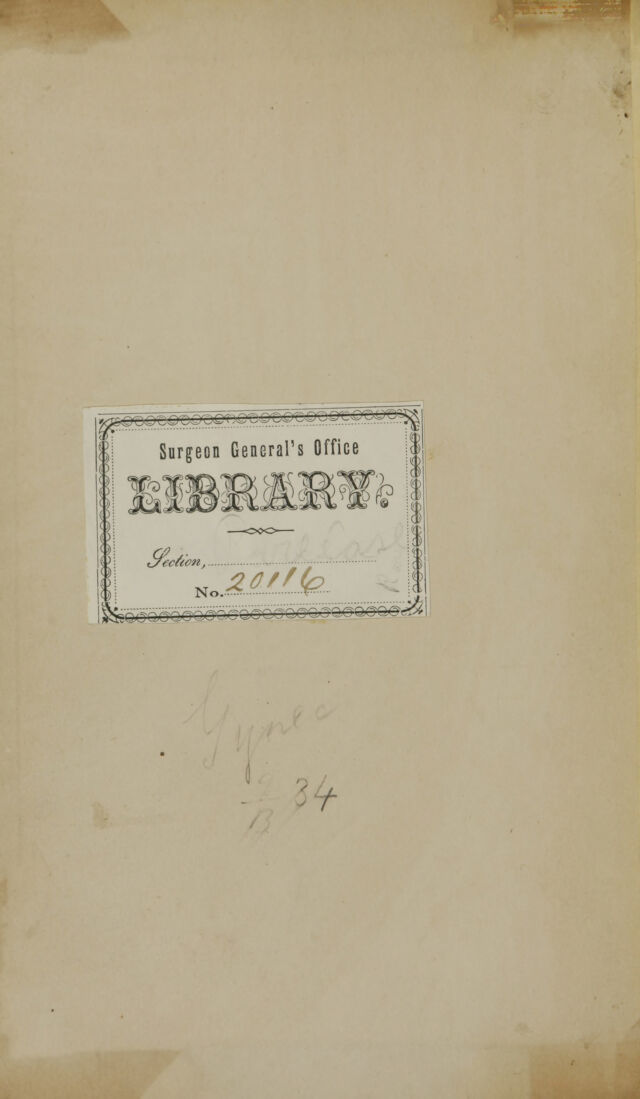 Surgeon General's Office
LIBRARY.
Section,
No. 20116
Gynec
34
B